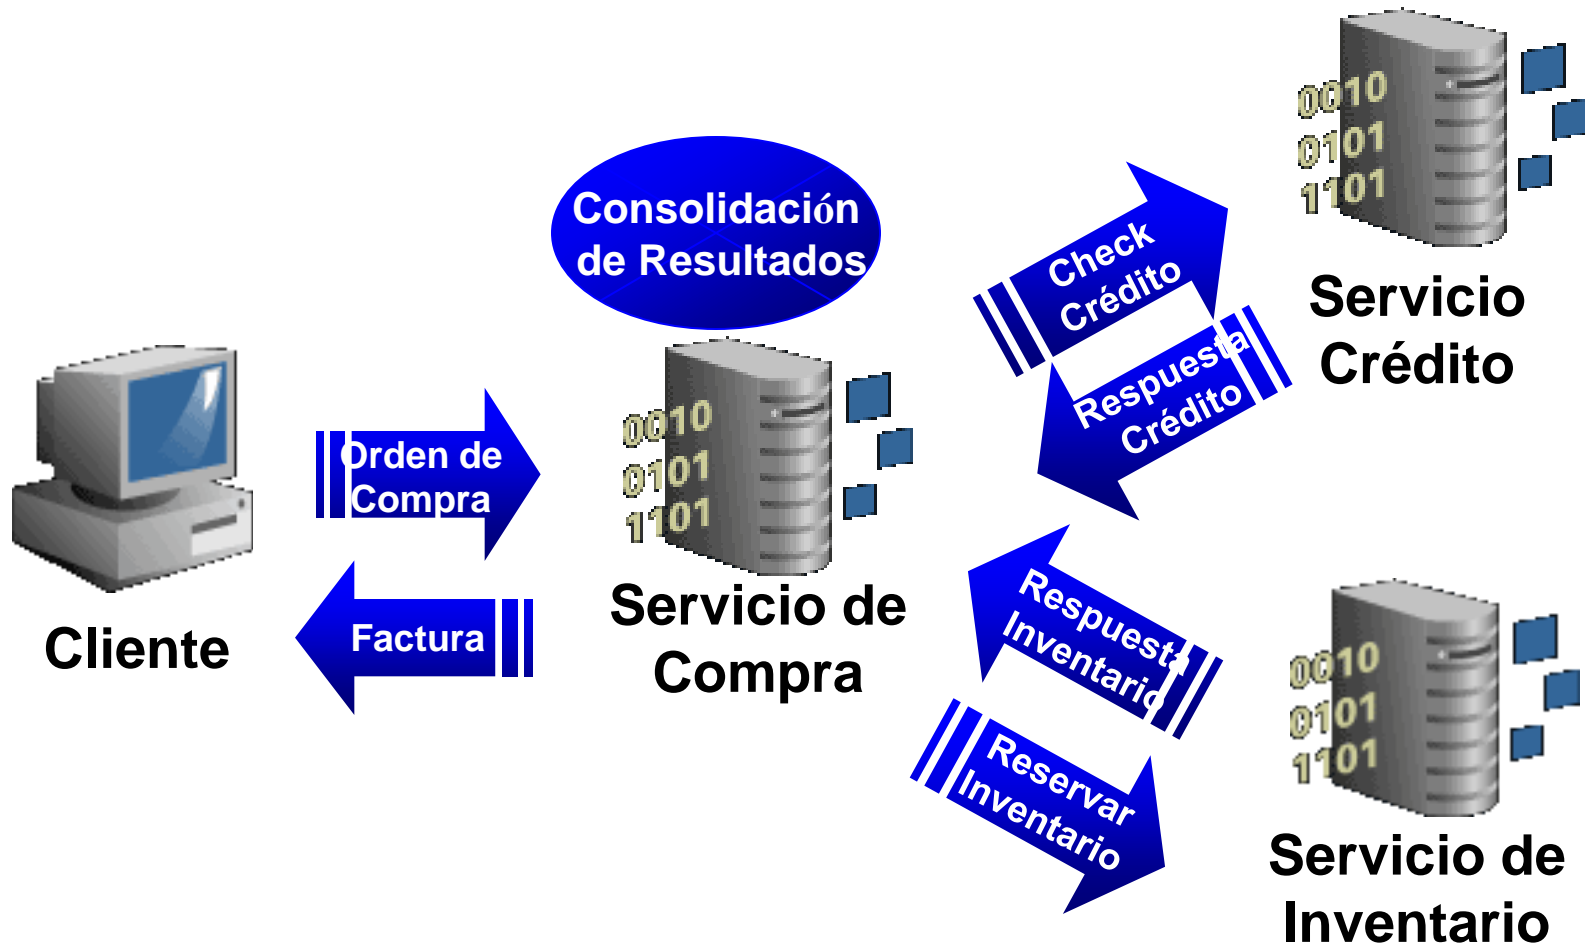 Consolidación
de Resultados
Orden de
Compra
Factura
Cliente
0010
0101
1101
Servicio de
Compra
Check
Crédito
Respuesta
Crédito
0010
0101
1101
Servicio
Crédito
Respuesta
Inventario
Reservar
Inventario
0010
0101
1101
Servicio de
Inventario